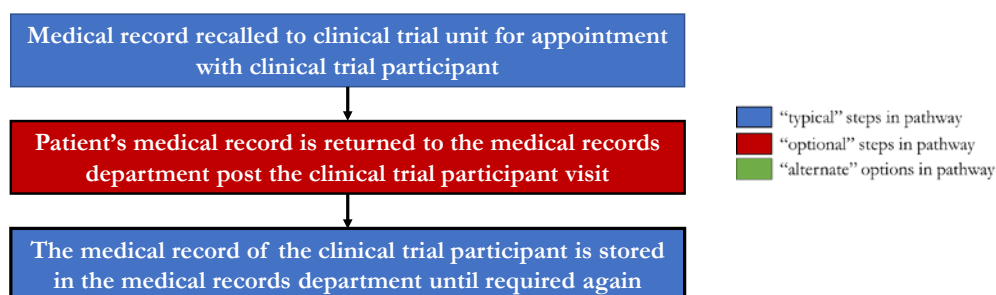 Medical record recalled to clinical trial unit for appointment
with clinical trial participant
Patient's medical record is returned to the medical records
department post the clinical trial participant visit
The medical record of the clinical trial participant is stored
in the medical records department until required again
“typical” steps in pathway
“optional” steps in pathway
“alternate” options in pathway